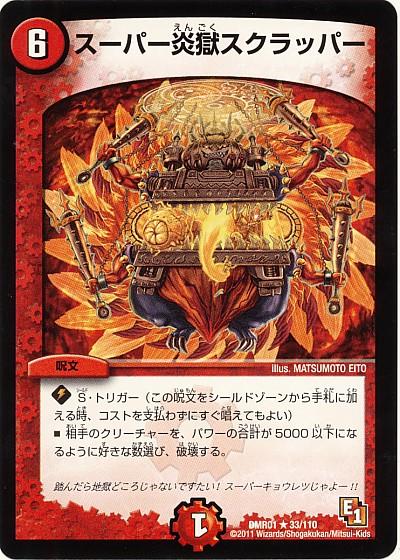 6
えんごく
スーパー炎獄スクラッパー
Illus. MATSUMOTO EITO
呪文
S・トリガー（この呪文をシールドゾーンから手札に加
える時、コストを支払わずにすぐ唱えてもよい）
■ 相手のクリーチャーを、パワーの合計が5000以下にな
るように好きな数選び、破壊する。
踏んだら地獄どころじゃないですたい！スーパーキョウレツじゃよー!!
1
DMR01 ★ 33/110
E1
©2011 Wizards/Shogakukan/Mitsui-Kids